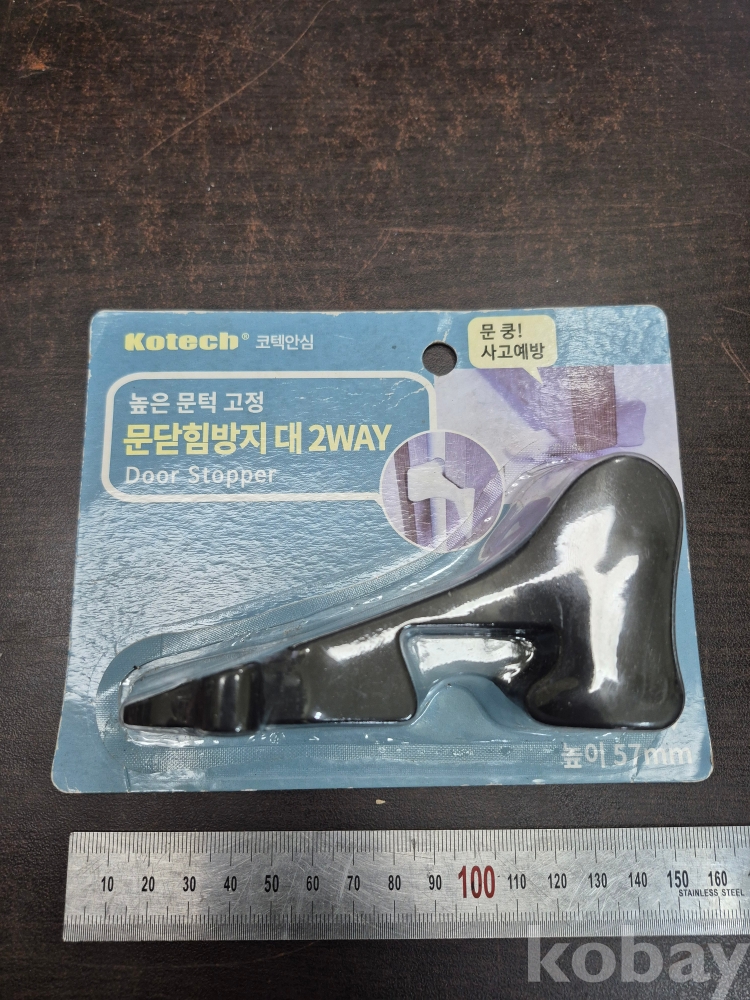 Kotech® 코텍안심
문 쿵!
사고예방
높은 문턱 고정
문닫힘방지 대 2WAY
Door Stopper
높이 57mm
10 20 30 40 50 60 70 80 90 100 110 120 130 140 150 160
STAINLESS STEEL
kobay